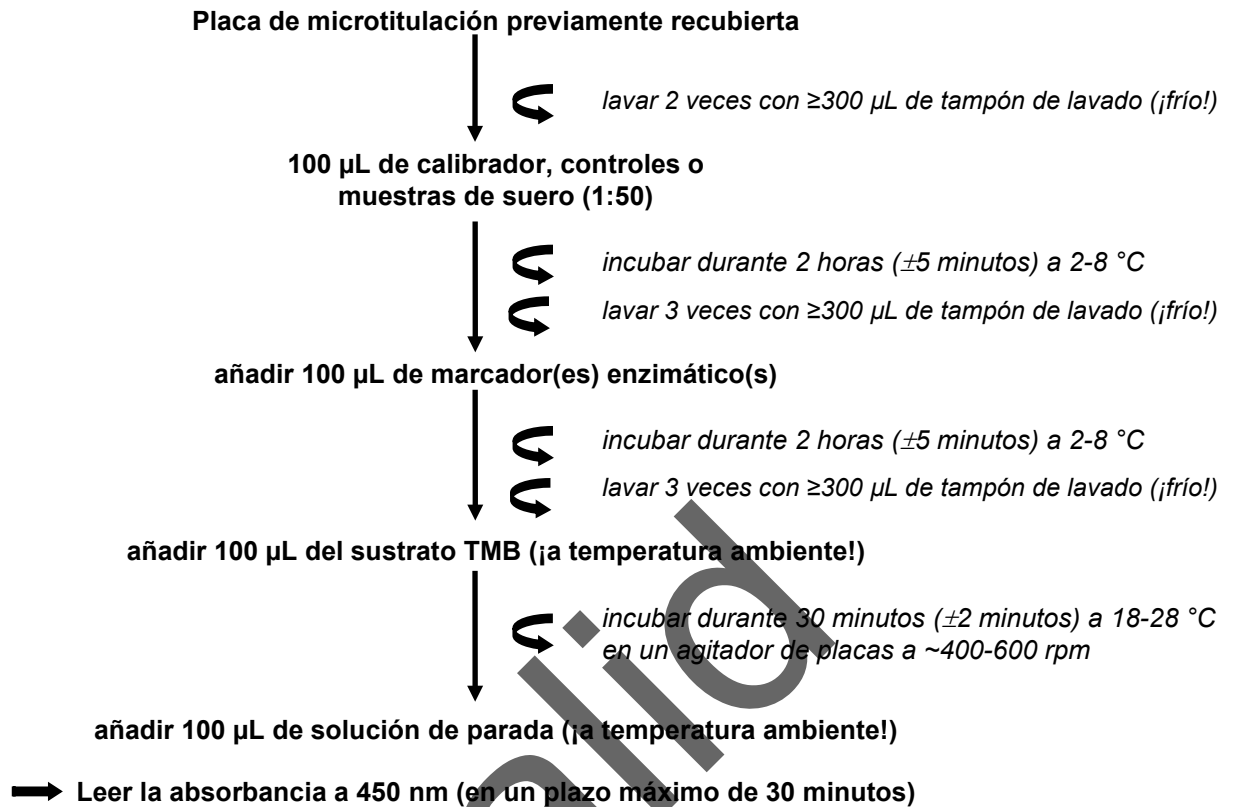 Placa de microtitulación previamente recubierta
lavar 2 veces con ≥300 µL de tampón de lavado (¡frío!)
100 µL de calibrador, controles o
muestras de suero (1:50)
incubar durante 2 horas (±5 minutos) a 2-8 °C
lavar 3 veces con ≥300 µL de tampón de lavado (¡frío!)
añadir 100 µL de marcador(es) enzimático(s)
incubar durante 2 horas (±5 minutos) a 2-8 °C
lavar 3 veces con ≥300 µL de tampón de lavado (¡frío!)
añadir 100 µL del sustrato TMB (¡a temperatura ambiente!)
incubar durante 30 minutos (±2 minutos) a 18-28 °C
en un agitador de placas a ~400-600 rpm
añadir 100 µL de solución de parada (¡a temperatura ambiente!)
Leer la absorbancia a 450 nm (en un plazo máximo de 30 minutos)